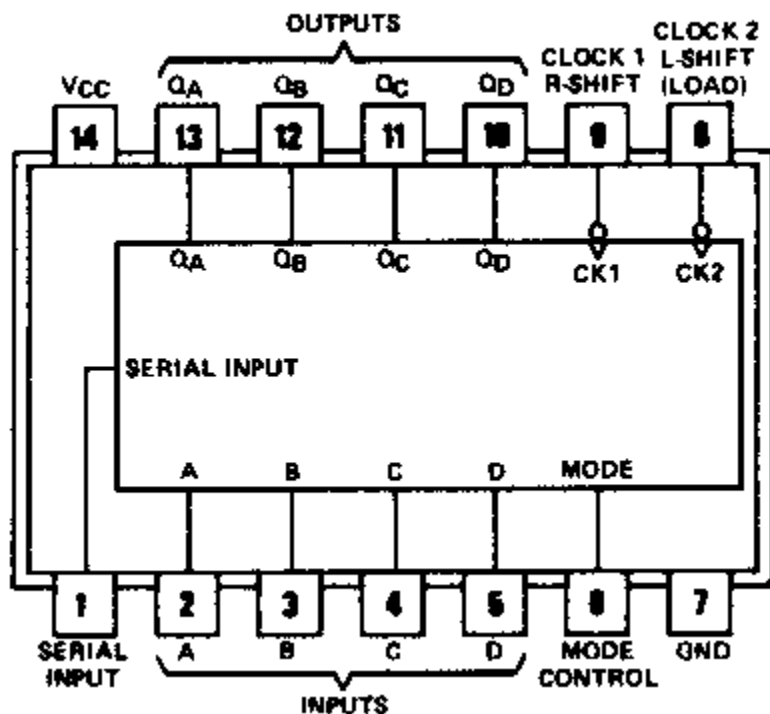 OUTPUTS
CLOCK 1
R-SHIFT
CLOCK 2
L-SHIFT
(LOAD)
VCC QA QB QC QD
14 13 12 11 10 9 8
QA QB QC QD CK1 CK2
SERIAL INPUT
A B C D MODE
1 2 3 4 5 6 7
SERIAL
INPUT
A B C D
INPUTS
MODE
CONTROL
GND